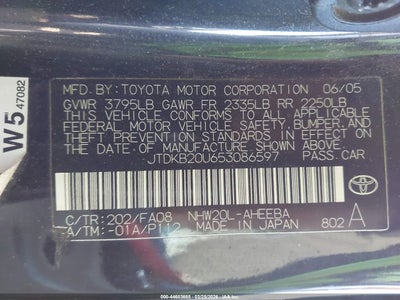 47082
W5
MFD. BY: TOYOTA MOTOR CORPORATION 06/05
GVWR 3795LB GAWR FR 2335LB RR 2250LB
THIS VEHICLE CONFORMS TO ALL APPLICABLE
FEDERAL MOTOR VEHICLE SAFETY, BUMPER, AND
THEFT PREVENTION STANDARDS IN EFFECT ON
THE DATE OF MANUFACTURE SHOWN ABOVE.
JTDKB20U653086597 PASS.CAR
TOYOTA
C/TR:202/FA08 NHW20L-AHEEBA
A/TM:-01A/P112 MADE IN JAPAN 802 A